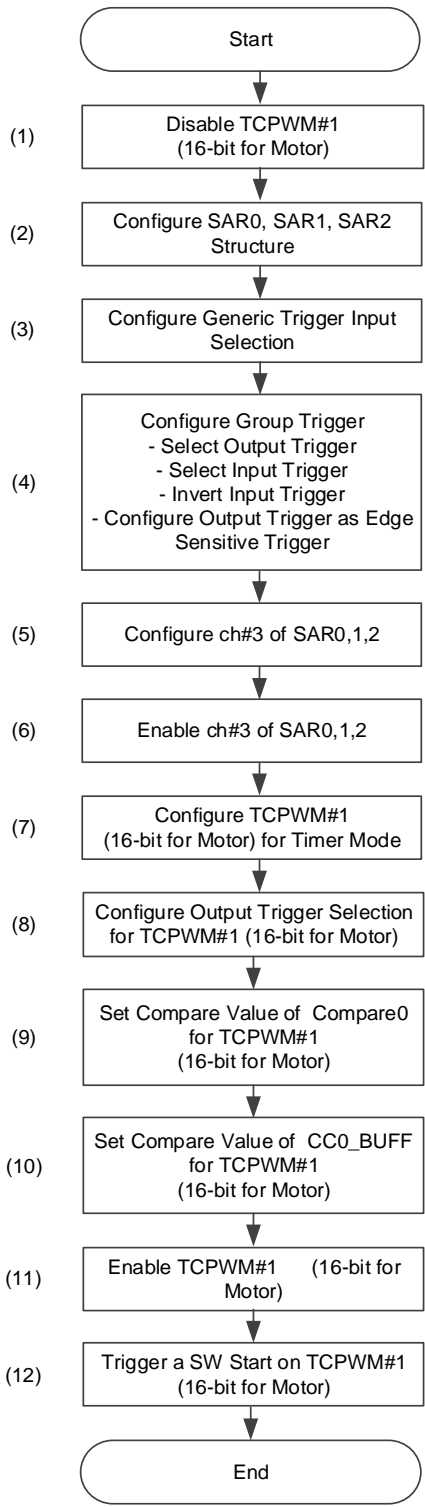 Start
(1)
Disable TCPWM#1
(16-bit for Motor)
(2)
Configure SAR0, SAR1, SAR2
Structure
(3)
Configure Generic Trigger Input
Selection
(4)
Configure Group Trigger
- Select Output Trigger
- Select Input Trigger
- Invert Input Trigger
- Configure Output Trigger as Edge
Sensitive Trigger
(5)
Configure ch#3 of SAR0,1,2
(6)
Enable ch#3 of SAR0,1,2
(7)
Configure TCPWM#1
(16-bit for Motor) for Timer Mode
(8)
Configure Output Trigger Selection
for TCPWM#1 (16-bit for Motor)
(9)
Set Compare Value of Compare0
for TCPWM#1
(16-bit for Motor)
(10)
Set Compare Value of CC0_BUFF
for TCPWM#1
(16-bit for Motor)
(11)
Enable TCPWM#1 (16-bit for
Motor)
(12)
Trigger a SW Start on TCPWM#1
(16-bit for Motor)
End